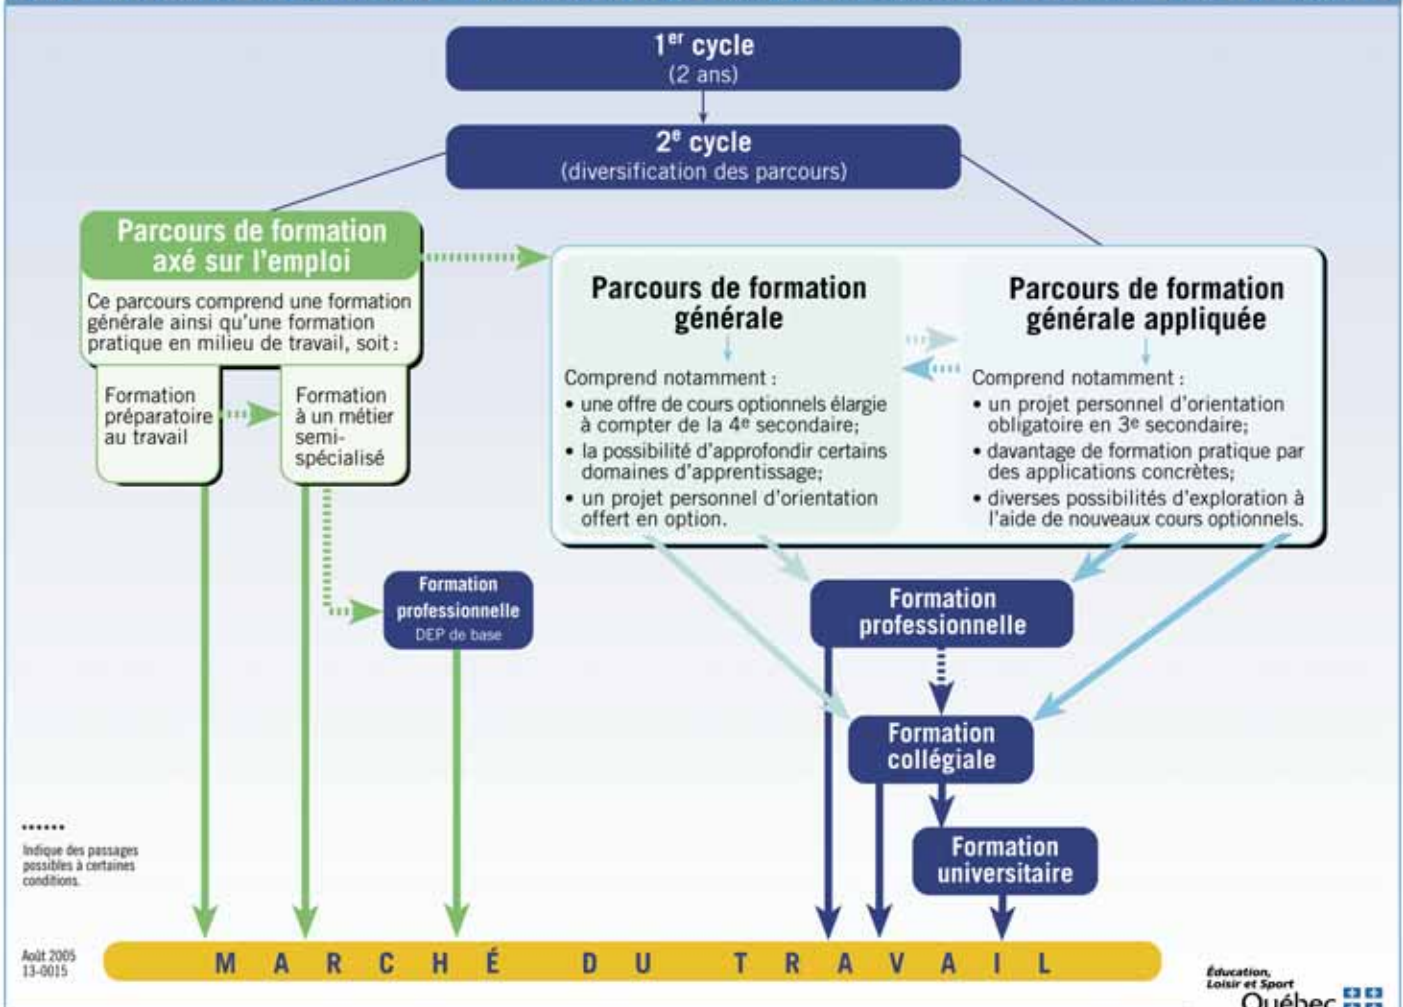 1er cycle
(2 ans)
2e cycle
(diversification des parcours)
Parcours de formation
axé sur l'emploi
Ce parcours comprend une formation
générale ainsi qu'une formation
pratique en milieu de travail, soit :
Formation
préparatoire
au travail
Formation
à un métier
semi-
spécialisé
Parcours de formation
générale
Comprend notamment :
• une offre de cours optionnels élargie
à compter de la 4e secondaire;
• la possibilité d'approfondir certains
domaines d'apprentissage;
• un projet personnel d'orientation
offert en option.
Parcours de formation
générale appliquée
Comprend notamment :
• un projet personnel d'orientation
obligatoire en 3e secondaire;
• davantage de formation pratique par
des applications concrètes;
• diverses possibilités d'exploration à
l'aide de nouveaux cours optionnels.
Formation
professionnelle
DEP de base
Formation
professionnelle
Formation
collégiale
Formation
universitaire
Indique des passages
possibles à certaines
conditions.
Août 2005
13-0015
MARCHÉ DU TRAVAIL
Éducation,
Loisir et Sport
Québec